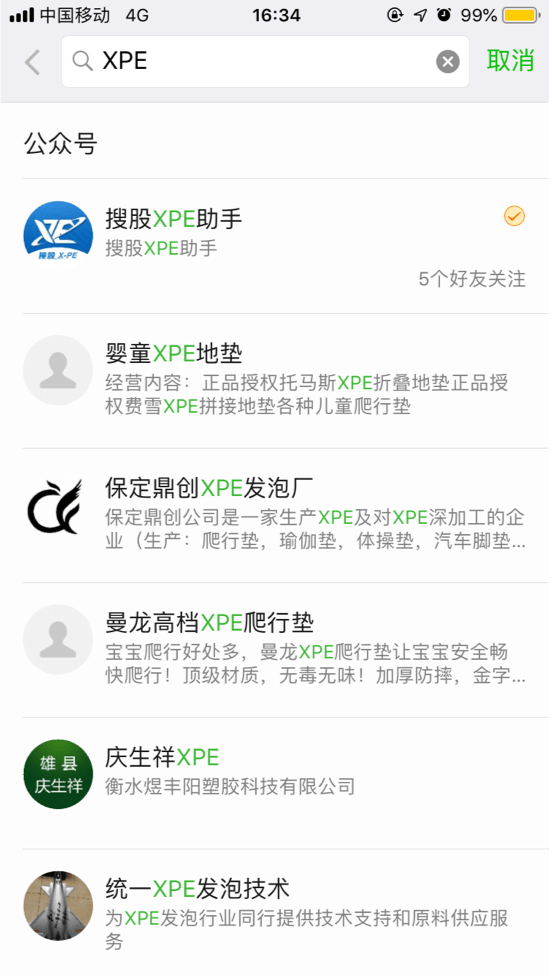 中国移动 4G 16:34 99%
XPE 取消
公众号
XPE
搜股 X-PE
搜股XPE助手
搜股XPE助手
5个好友关注
婴童XPE地垫
经营内容：正品授权托马斯XPE折叠地垫正品授
权费雪XPE拼接地垫各种儿童爬行垫
保定鼎创XPE发泡厂
保定鼎创公司是一家生产XPE及对XPE深加工的企
业（生产：爬行垫，瑜伽垫，体操垫，汽车脚垫...
曼龙高档XPE爬行垫
宝宝爬行好处多，曼龙XPE爬行垫让宝宝安全畅
快爬行！顶级材质，无毒无味！加厚防摔，金字...
雄县
庆生祥
庆生祥XPE
衡水煜丰阳塑胶科技有限公司
统一XPE发泡技术
为XPE发泡行业同行提供技术支持和原料供应服
务